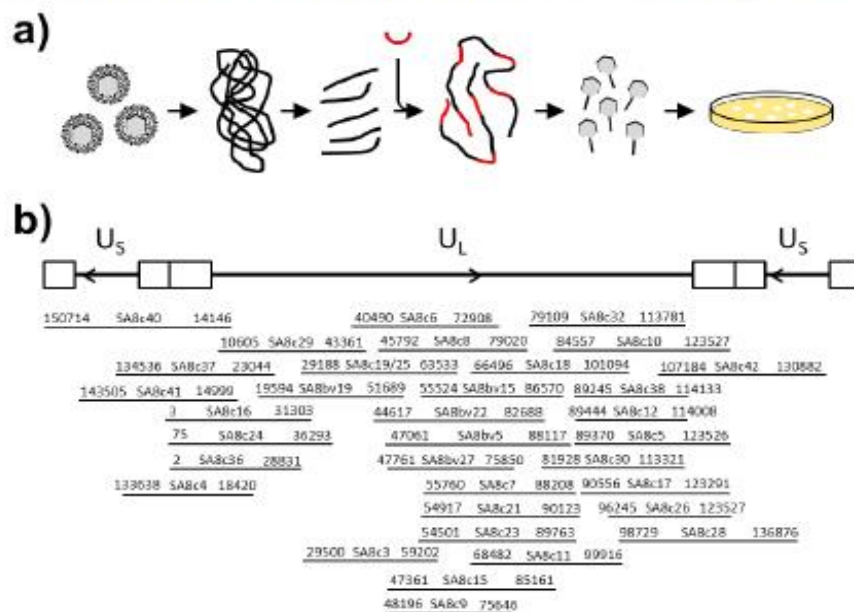 a)
b)
US UL US
150714 SA8c40 14146
40490 SA8c6 72908
79109 SA8c32 113781
10605 SA8c29 43361
45792 SA8c8 79020
84557 SA8c10 123527
134536 SA8c37 23044
29188 SA8c19/25 63533
66496 SA8c18 101094
107184 SA8c42 130882
143505 SA8c41 14999
19594 SA8bv19 51689
55524 SA8bv15 86570
89245 SA8c38 114133
3 SA8c16 31303
44617 SA8bv22 82688
89444 SA8c12 114008
75 SA8c24 36293
47061 SA8bv5 88117
89370 SA8c5 123526
2 SA8c36 28831
47761 SA8bv27 75850
81928 SA8c30 113321
133638 SA8c4 18420
55760 SA8c7 88208
90556 SA8c17 123291
54917 SA8c21 90123
96245 SA8c26 123527
54501 SA8c23 89763
98729 SA8c28 136876
29500 SA8c3 59202
68482 SA8c11 99916
47361 SA8c15 85161
48196 SA8c9 75646